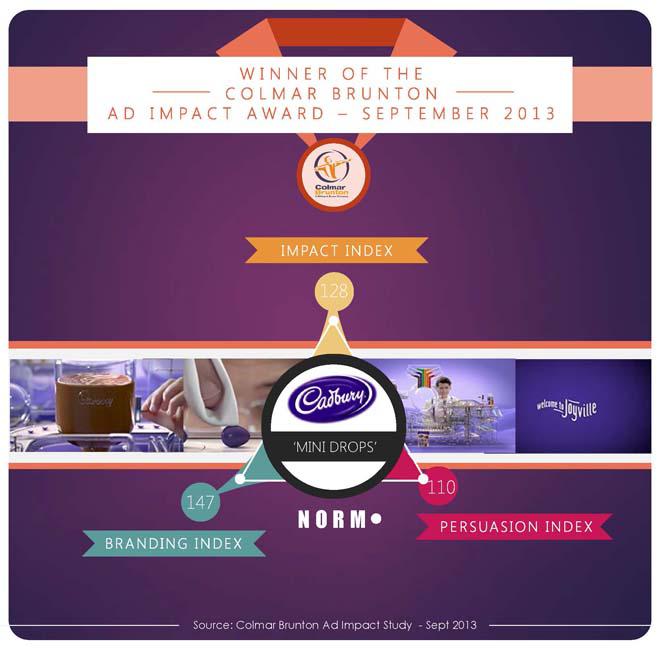 WINNER OF THE
COLMAR BRUNTON
AD IMPACT AWARD – SEPTEMBER 2013
Colmar
Brunton
IMPACT INDEX
128
Cadbury
Cadbury
'MINI DROPS'
welcome to Joyville
147
110
NORM
BRANDING INDEX
PERSUASION INDEX
Source: Colmar Brunton Ad Impact Study - Sept 2013